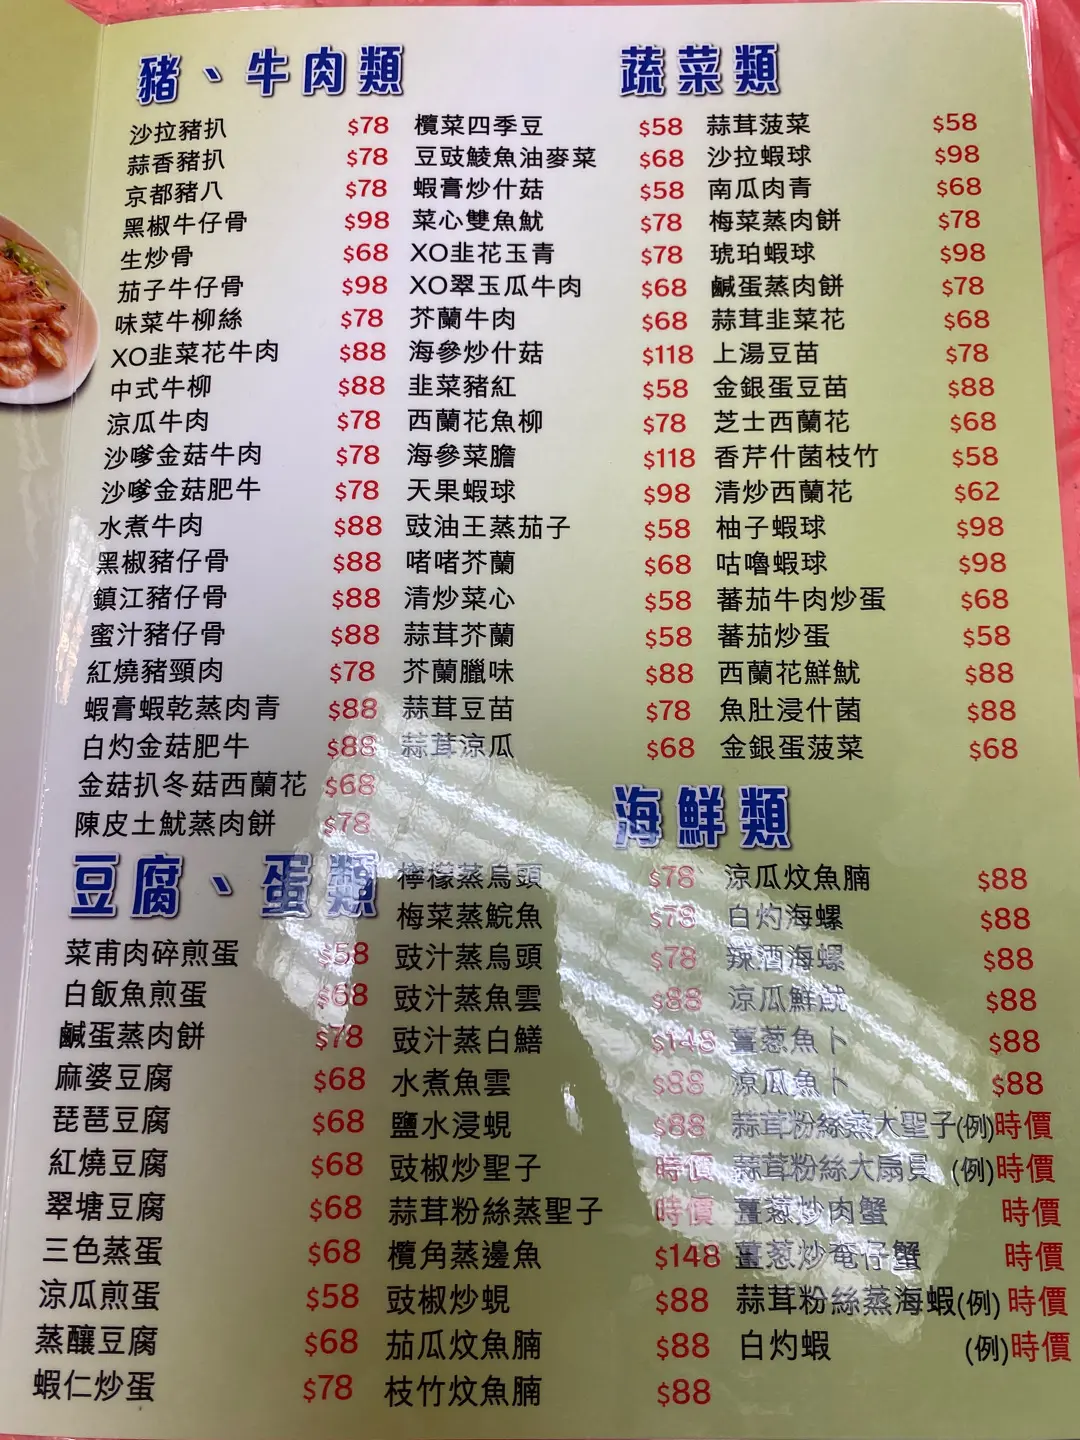 豬、牛肉類
沙拉豬扒 $78
蒜香豬扒 $78
京都豬八 $78
黑椒牛仔骨 $98
生炒骨 $68
茄子牛仔骨 $98
味菜牛柳絲 $78
XO韭菜花牛肉 $88
中式牛柳 $88
涼瓜牛肉 $78
沙嗲金菇牛肉 $78
沙嗲金菇肥牛 $78
水煮牛肉 $88
黑椒豬仔骨 $88
鎮江豬仔骨 $88
蜜汁豬仔骨 $88
紅燒豬頸肉 $78
蝦膏蝦乾蒸肉青 $88
白灼金菇肥牛 $88
金菇扒冬菇西蘭花 $68
陳皮土魷蒸肉餅 $78
蔬菜類
欖菜四季豆 $58
豆豉鯪魚油麥菜 $68
蝦膏炒什菇 $58
菜心雙魚魷 $78
XO韭花玉青 $78
XO翠玉瓜牛肉 $68
芥蘭牛肉 $68
海參炒什菇 $118
韭菜豬紅 $58
西蘭花魚柳 $78
海參菜膽 $118
天果蝦球 $98
豉油王蒸茄子 $58
啫啫芥蘭 $68
清炒菜心 $58
蒜茸芥蘭 $58
芥蘭臘味 $88
蒜茸豆苗 $78
蒜茸涼瓜 $68
蒜茸菠菜 $58
沙拉蝦球 $98
南瓜肉青 $68
梅菜蒸肉餅 $78
琥珀蝦球 $98
鹹蛋蒸肉餅 $78
蒜茸韭菜花 $68
上湯豆苗 $78
金銀蛋豆苗 $88
芝士西蘭花 $68
香芹什菌枝竹 $58
清炒西蘭花 $62
柚子蝦球 $98
咕嚕蝦球 $98
蕃茄牛肉炒蛋 $68
蕃茄炒蛋 $58
西蘭花鮮魷 $88
魚肚浸什菌 $88
金銀蛋菠菜 $68
豆腐、蛋類
菜甫肉碎煎蛋 $58
白飯魚煎蛋 $68
鹹蛋蒸肉餅 $78
麻婆豆腐 $68
琵琶豆腐 $68
紅燒豆腐 $68
翠塘豆腐 $68
三色蒸蛋 $68
涼瓜煎蛋 $58
蒸釀豆腐 $68
蝦仁炒蛋 $78
海鮮類
檸檬蒸烏頭 $78
梅菜蒸鯇魚 $78
豉汁蒸烏頭 $78
豉汁蒸魚雲 $88
豉汁蒸白鱔 $148
水煮魚雲 $88
鹽水浸蜆 $88
豉椒炒聖子 時價
蒜茸粉絲蒸聖子 時價
欖角蒸邊魚 $148
豉椒炒蜆 $88
茄瓜炆魚腩 $88
枝竹炆魚腩 $88
涼瓜炆魚腩 $88
白灼海螺 $88
辣酒海螺 $88
涼瓜鮮魷 $88
薑葱魚卜 $88
涼瓜魚卜 $88
蒜茸粉絲蒸大聖子(例)時價
蒜茸粉絲大扇貝 (例)時價
薑葱炒肉蟹 時價
薑葱炒奄仔蟹 時價
蒜茸粉絲蒸海蝦(例) 時價
白灼蝦 (例)時價